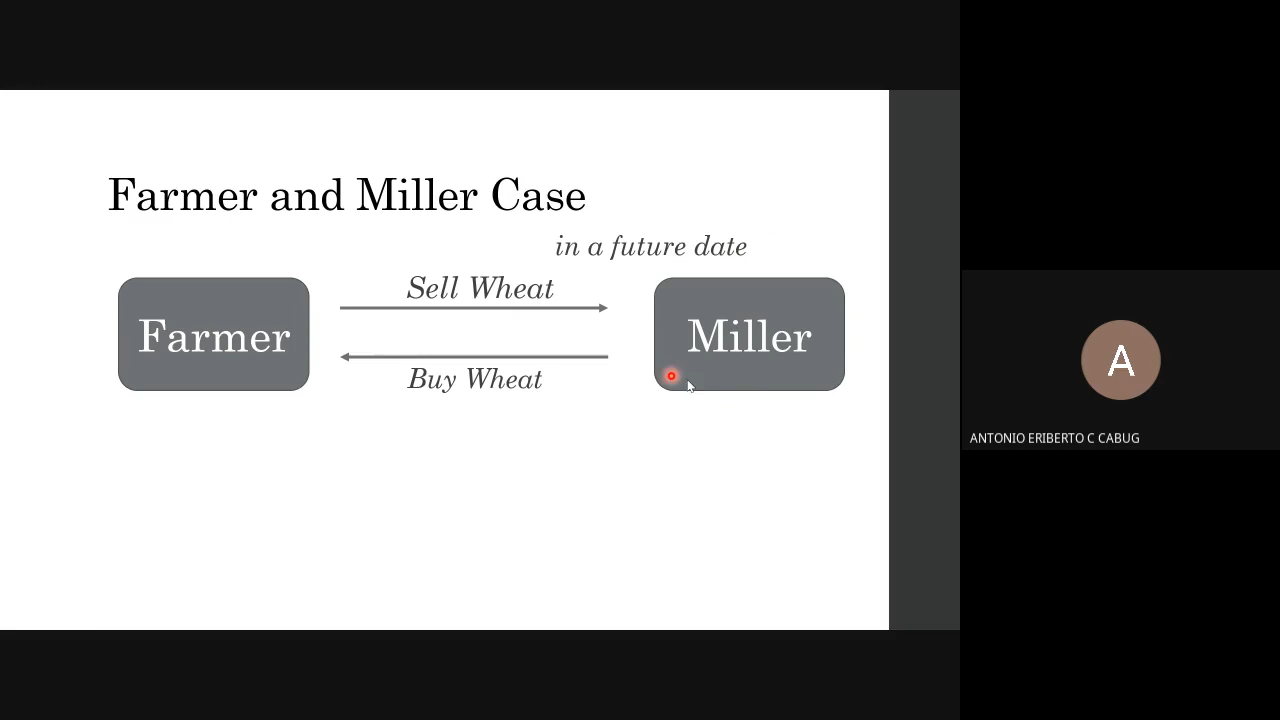 Farmer and Miller Case
in a future date
Sell Wheat
Farmer
Miller
Buy Wheat
A
ANTONIO ERIBERTO C CABUG